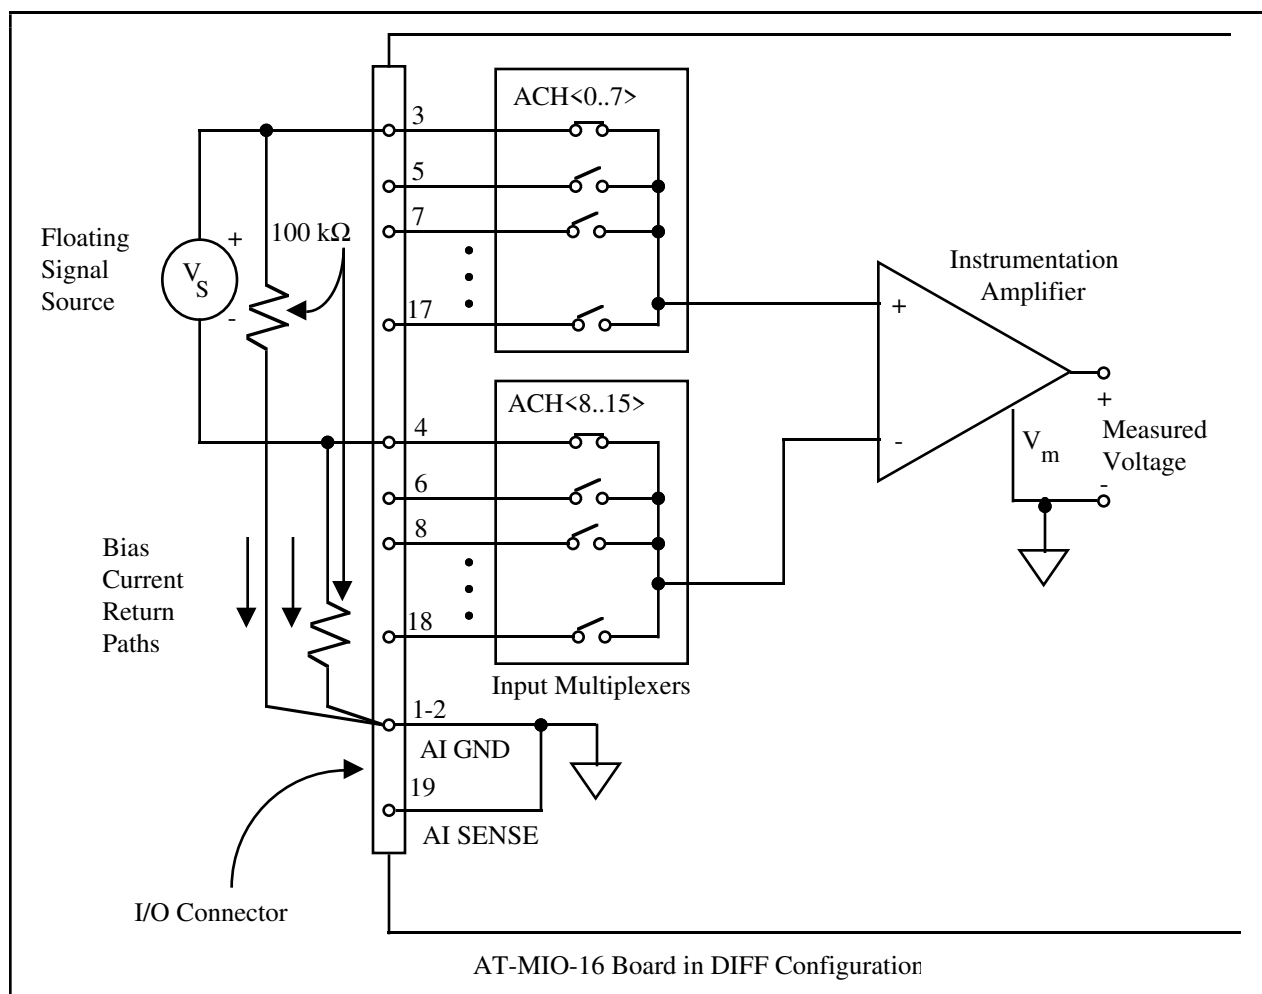 ACH<0..7>
3
5
7
17
Floating
Signal
Source
+
V
S
-
100 kΩ
Instrumentation
Amplifier
+
-
+
Measured
Voltage
-
V
m
ACH<8..15>
4
6
8
18
Bias
Current
Return
Paths
Input Multiplexers
1-2
AI GND
19
AI SENSE
I/O Connector
AT-MIO-16 Board in DIFF Configuration